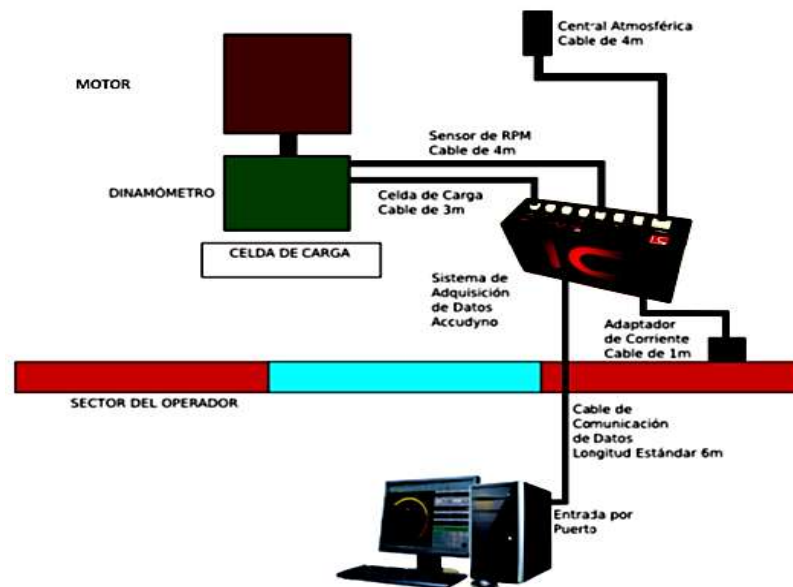 Central Atmosférica
Cable de 4m
MOTOR
Sensor de RPM
Cable de 4m
DINAMÓMETRO
Celda de Carga
Cable de 3m
CELDA DE CARGA
Sistema de
Adquisición
de Datos
Accudyno
Adaptador
de Corriente
Cable de 1m
SECTOR DEL OPERADOR
Cable de
Comunicación
de Datos
Longitud Estándar 6m
Entrada por
Puerto